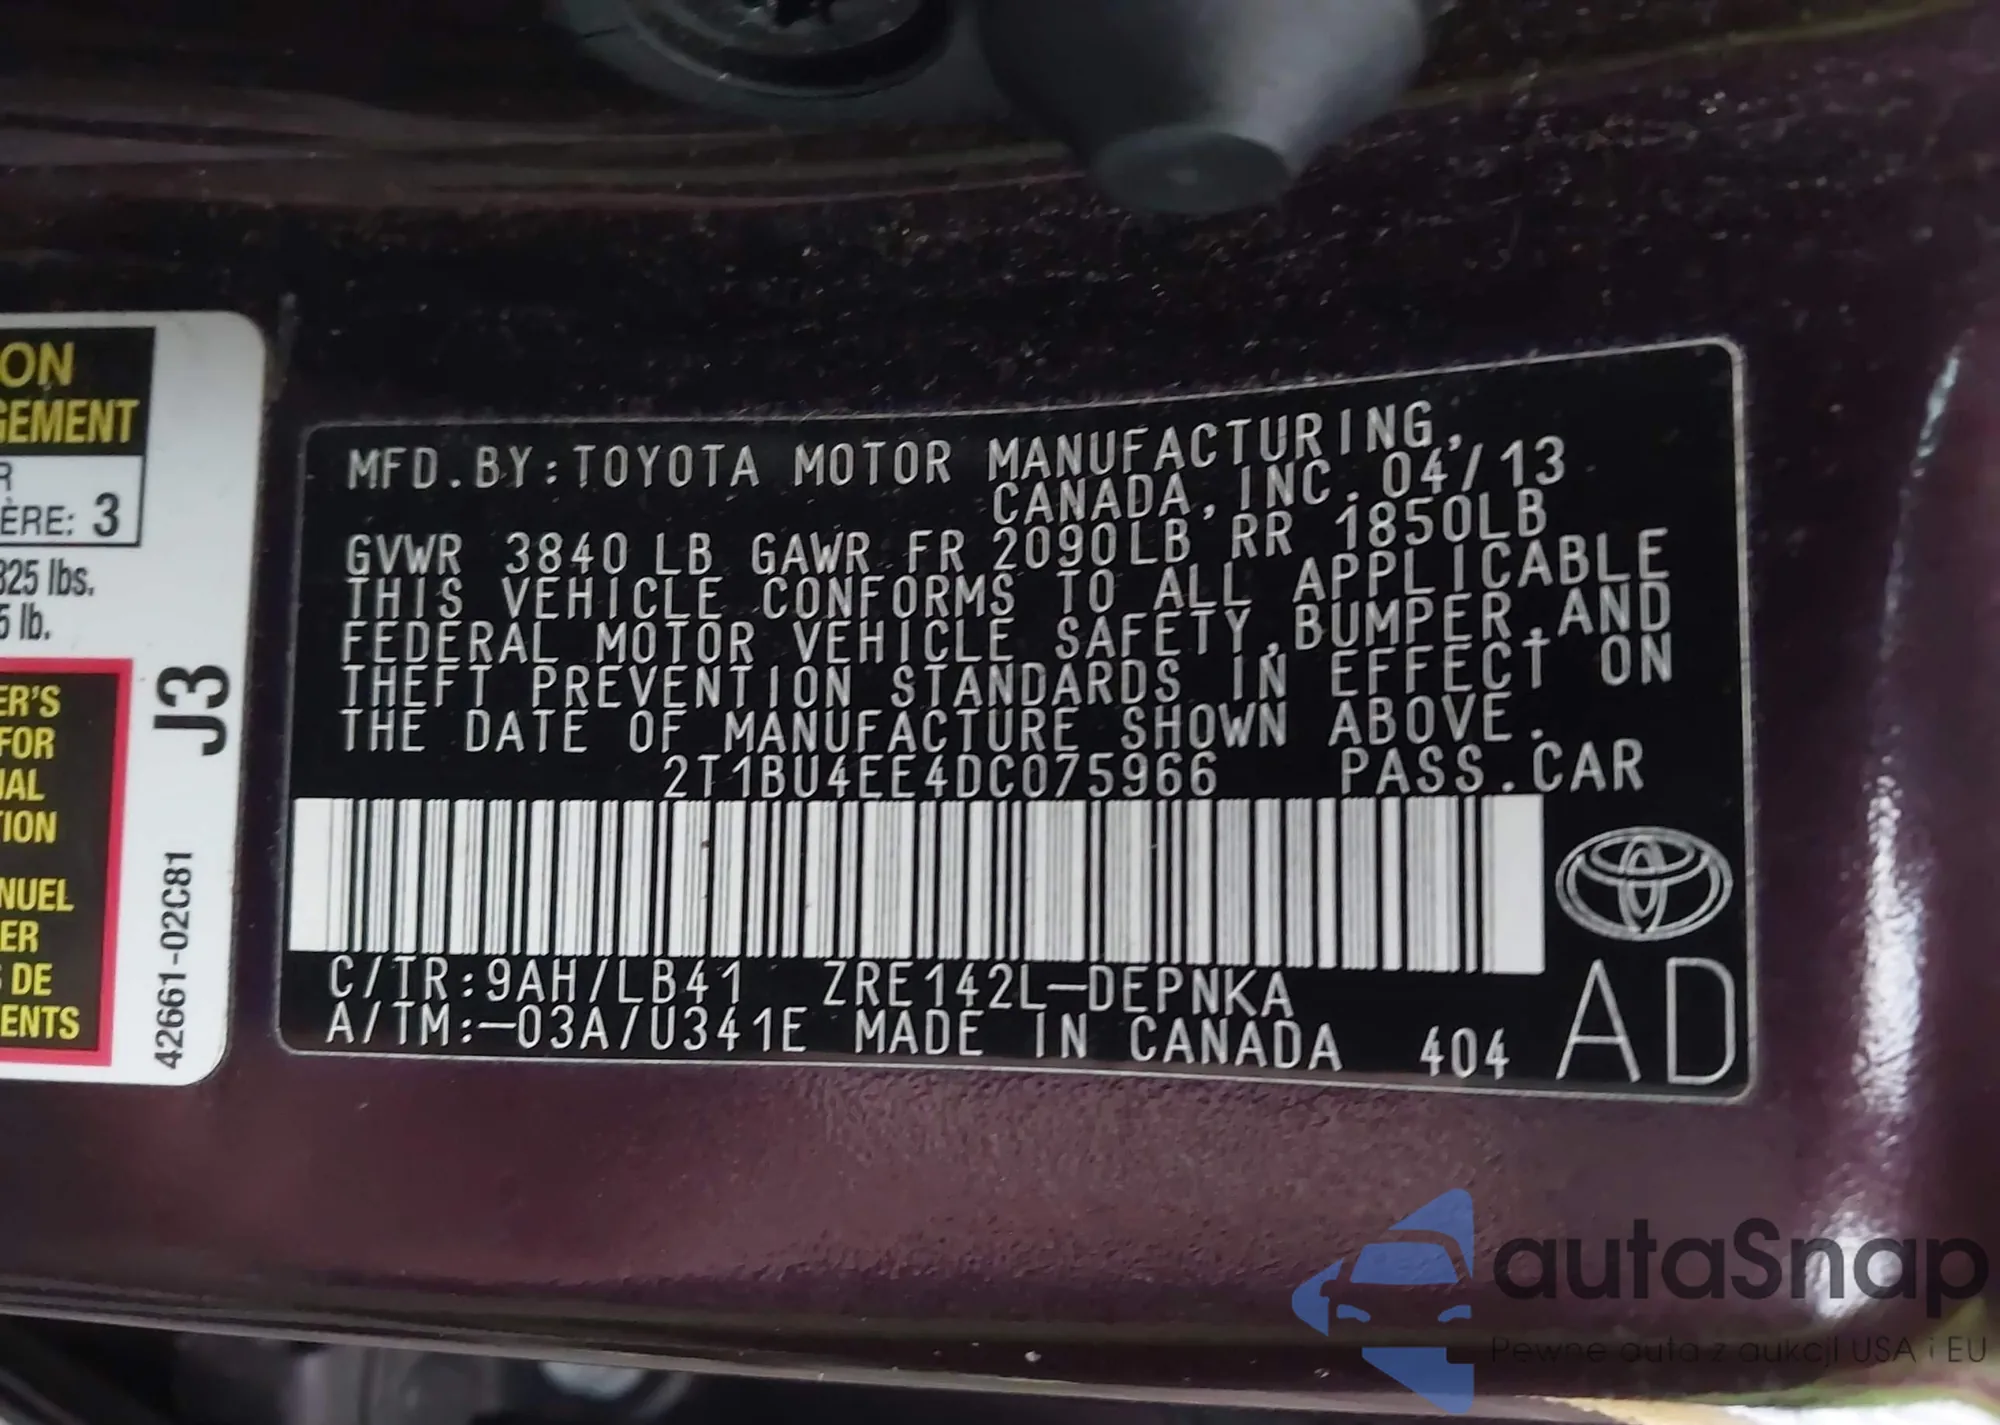 ON
GEMENT
R
ÈRE: 3
825 lbs.
5 lb.
ER'S
FOR
UAL
TION
NUEL
ER
S DE
ENTS
J3
42661-02C81
MFD.BY:TOYOTA MOTOR MANUFACTURING,
CANADA,INC. 04/13
GVWR 3840 LB GAWR FR 2090LB RR 1850LB
THIS VEHICLE CONFORMS TO ALL APPLICABLE
FEDERAL MOTOR VEHICLE SAFETY,BUMPER,AND
THEFT PREVENTION STANDARDS IN EFFECT ON
THE DATE OF MANUFACTURE SHOWN ABOVE.
2T1BU4EE4DC075966 PASS.CAR
C/TR:9AH/LB41 ZRE142L-DEPNKA
A/TM:-03A/U341E MADE IN CANADA 404
AD
autaSnap
Pewne auta z aukcji USA i EU